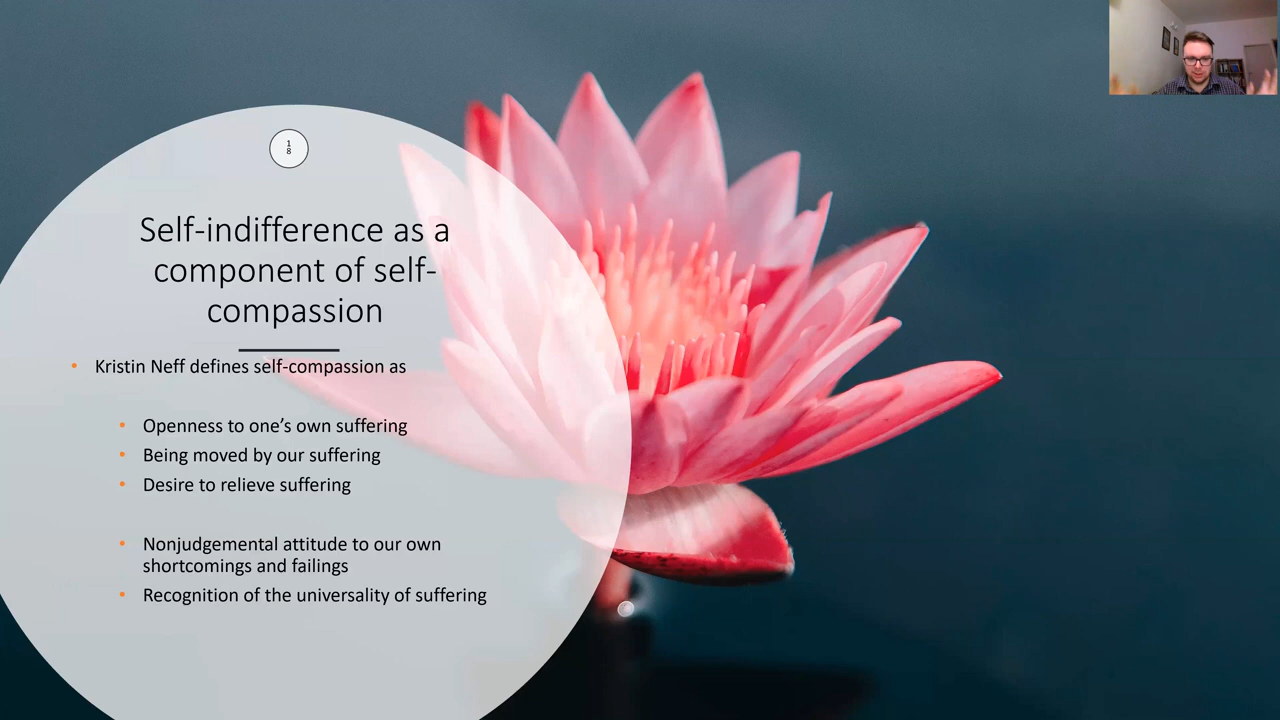 1
8
Self-indifference as a
component of self-
compassion
• Kristin Neff defines self-compassion as
• Openness to one's own suffering
• Being moved by our suffering
• Desire to relieve suffering
• Nonjudgemental attitude to our own
shortcomings and failings
• Recognition of the universality of suffering